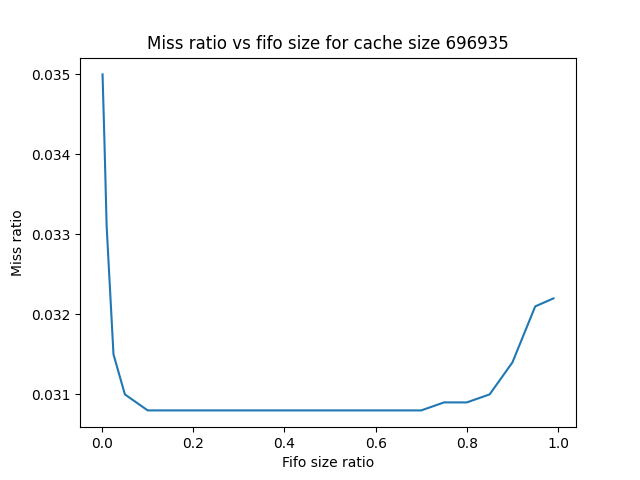 Miss ratio vs fifo size for cache size 696935
0.035
0.034
0.033
0.032
0.031
Miss ratio
0.0 0.2 0.4 0.6 0.8 1.0
Fifo size ratio